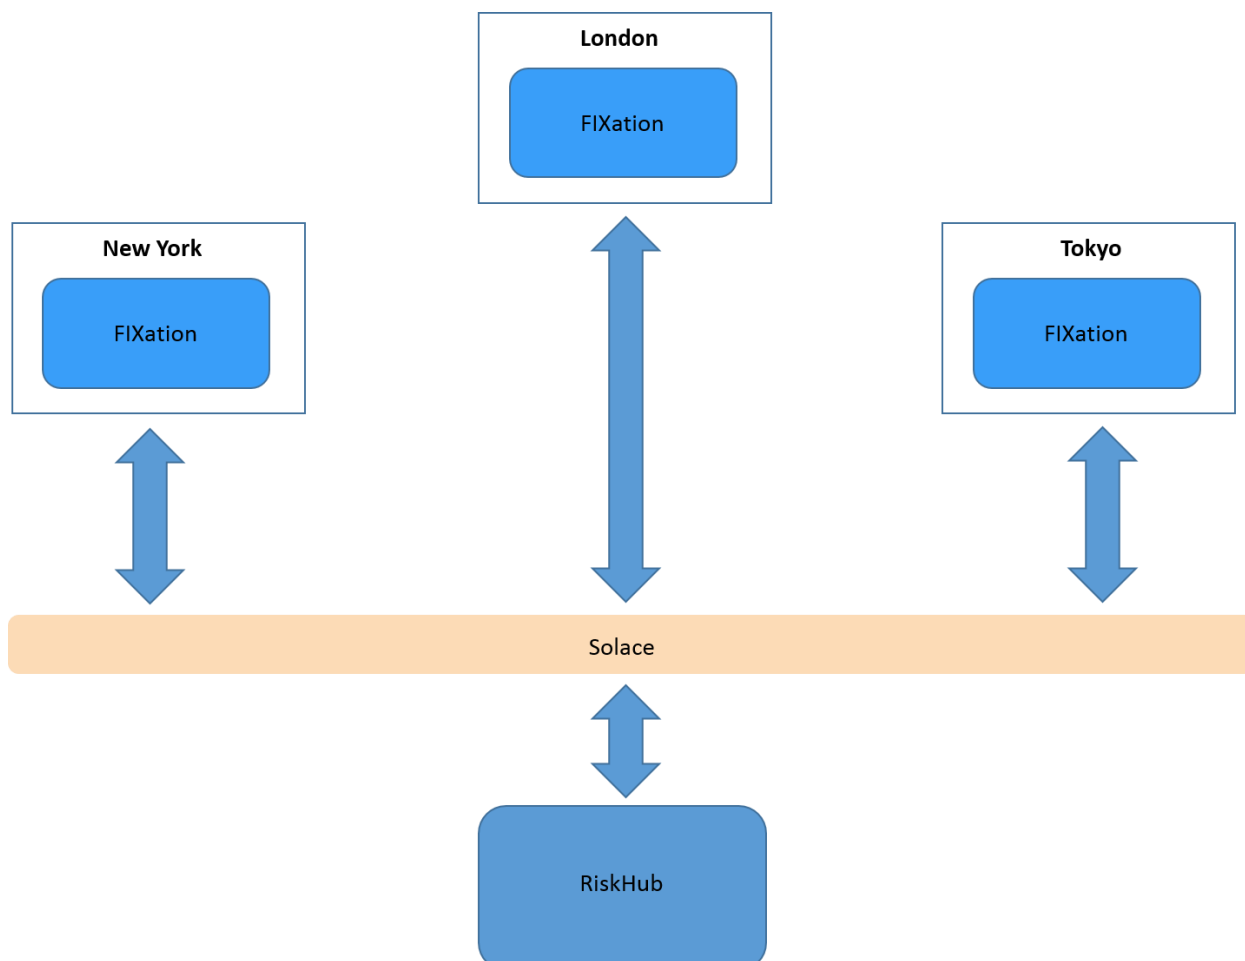 London
FIXation
New York
FIXation
Tokyo
FIXation
Solace
RiskHub